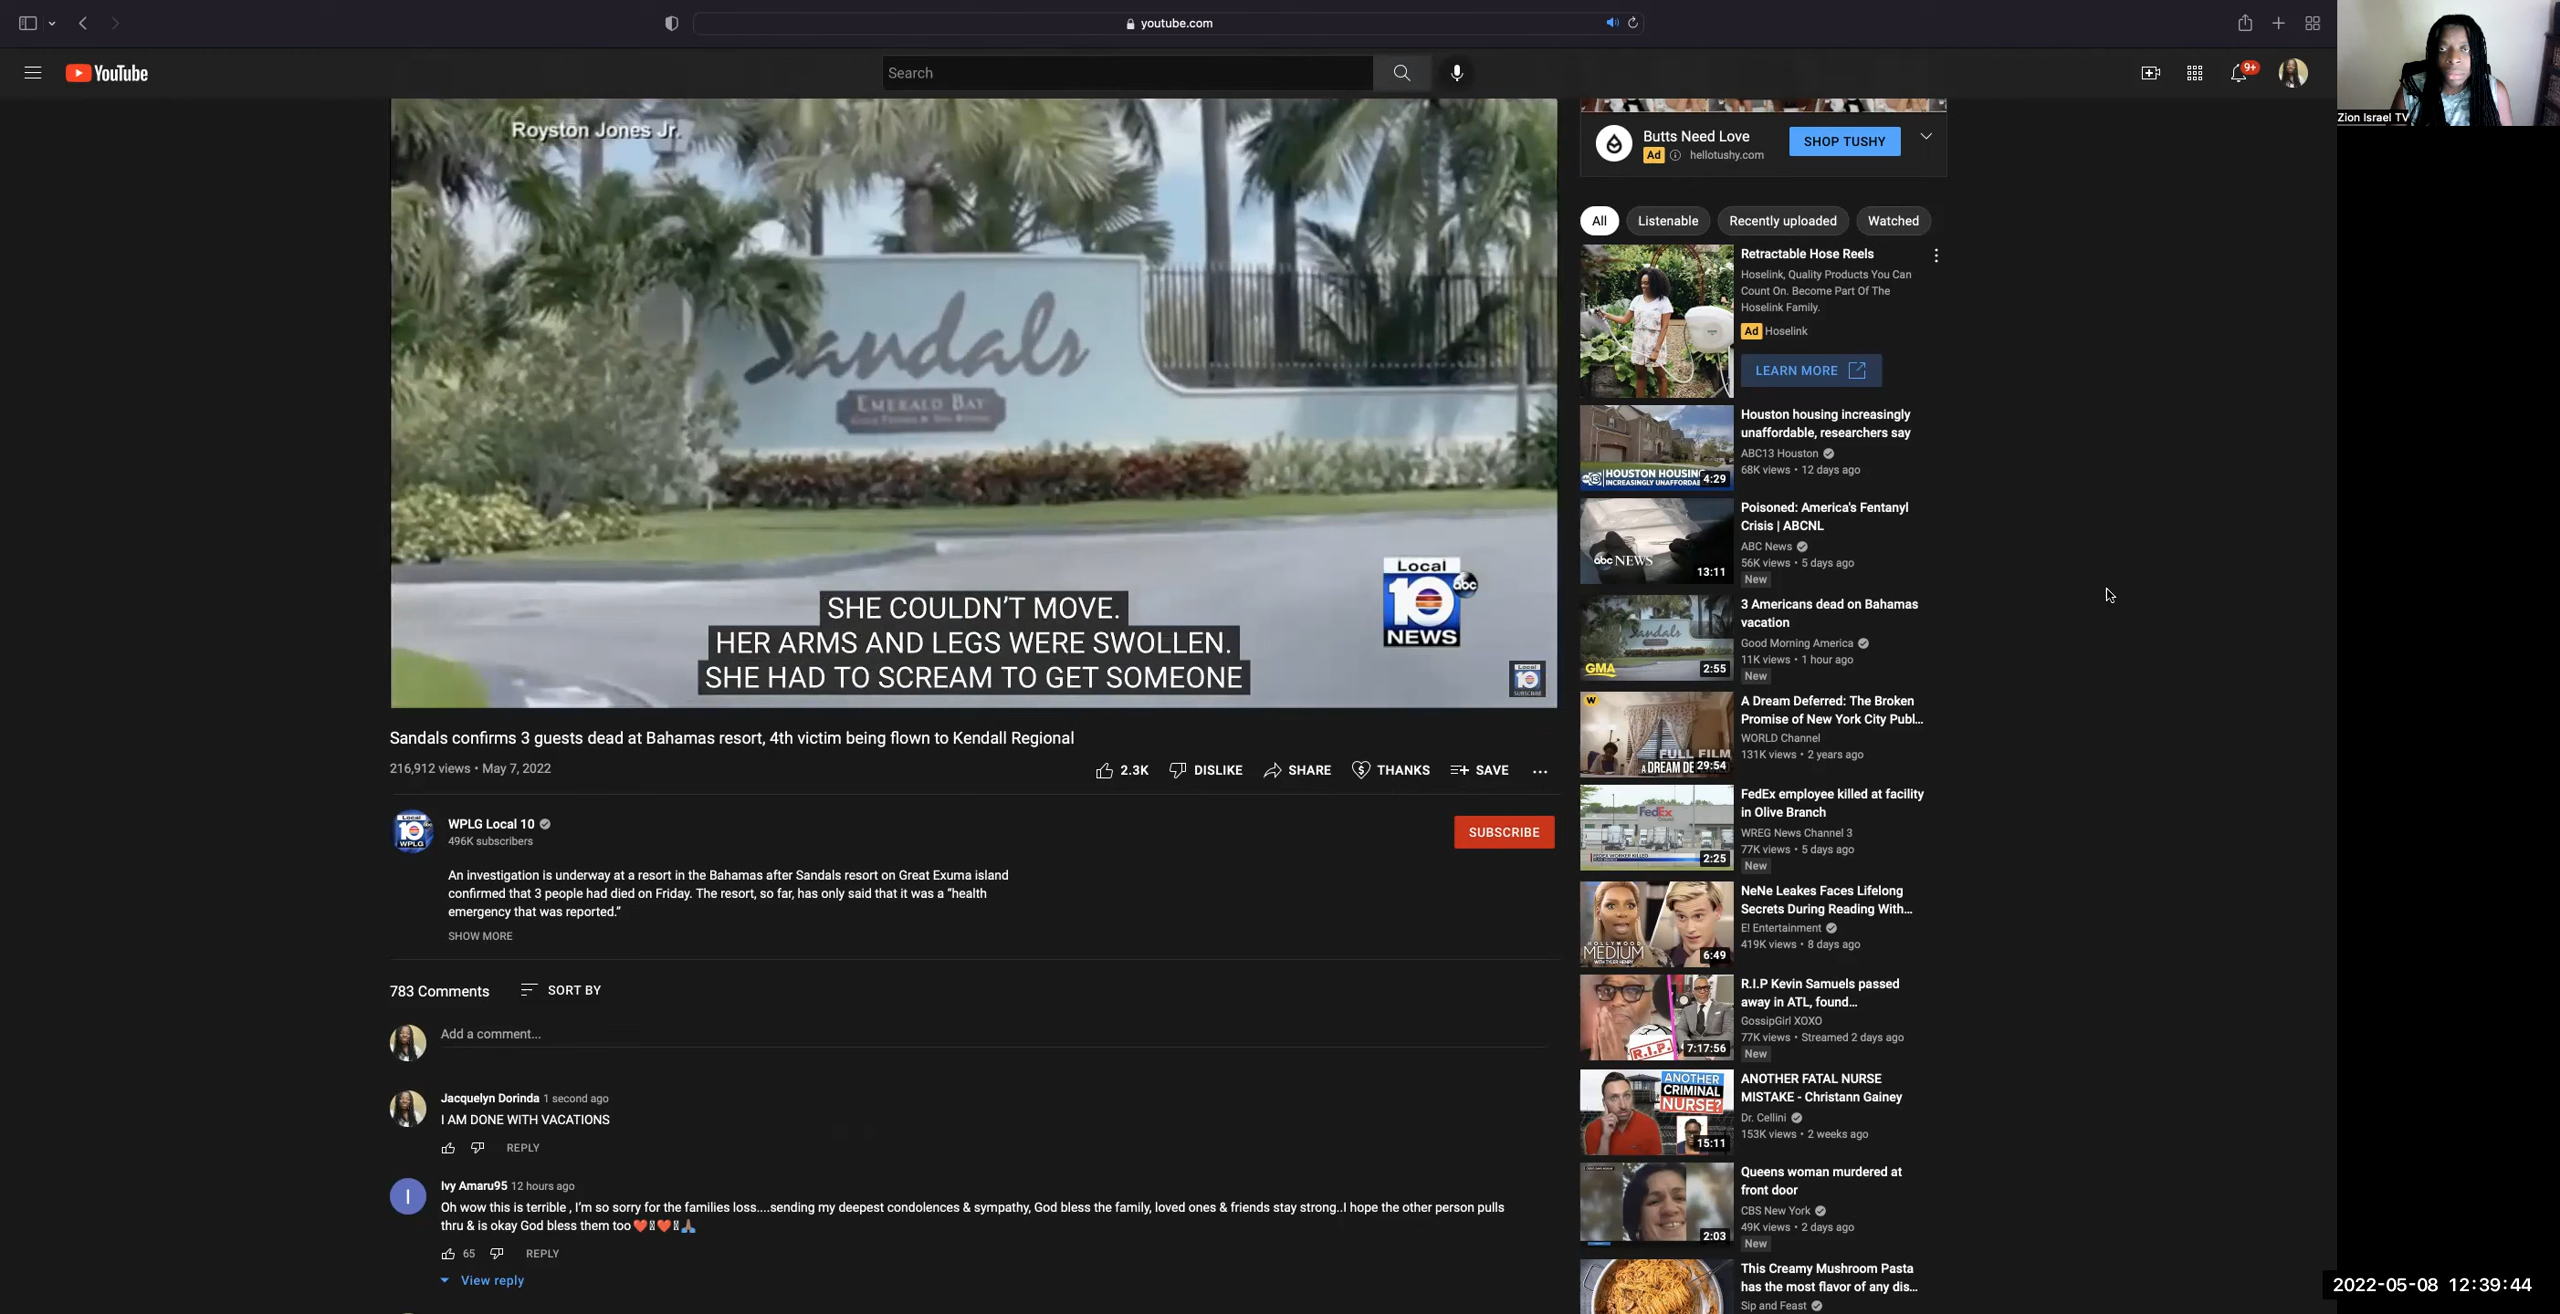 youtube.com
YouTube
Search
9+
Zion Israel TV
Royston Jones Jr.
Sandals
EMERALD BAY
Local
10
abc
NEWS
SHE COULDN'T MOVE.
HER ARMS AND LEGS WERE SWOLLEN.
SHE HAD TO SCREAM TO GET SOMEONE
Local
10
SUBSCRIBE
Sandals confirms 3 guests dead at Bahamas resort, 4th victim being flown to Kendall Regional
216,912 views • May 7, 2022
2.3K
DISLIKE
SHARE
THANKS
SAVE
Local
10
WPLG
WPLG Local 10
496K subscribers
SUBSCRIBE
An investigation is underway at a resort in the Bahamas after Sandals resort on Great Exuma island
confirmed that 3 people had died on Friday. The resort, so far, has only said that it was a “health
emergency that was reported.”
SHOW MORE
783 Comments
SORT BY
Add a comment...
Jacquelyn Dorinda 1 second ago
I AM DONE WITH VACATIONS
REPLY
I
Ivy Amaru95 12 hours ago
Oh wow this is terrible , I'm so sorry for the families loss....sending my deepest condolences & sympathy, God bless the family, loved ones & friends stay strong..I hope the other person pulls
thru & is okay God bless them too❤️❤️🙏🏾
65
REPLY
View reply
Butts Need Love
Ad hellotushy.com
SHOP TUSHY
All
Listenable
Recently uploaded
Watched
Retractable Hose Reels
Hoselink, Quality Products You Can
Count On. Become Part Of The
Hoselink Family.
Ad Hoselink
LEARN MORE
HOUSTON HOUSING
INCREASINGLY UNAFFORDA
4:29
Houston housing increasingly
unaffordable, researchers say
ABC13 Houston
68K views • 12 days ago
abc NEWS
13:11
Poisoned: America's Fentanyl
Crisis | ABCNL
ABC News
56K views • 5 days ago
New
Sandals
GMA
2:55
3 Americans dead on Bahamas
vacation
Good Morning America
11K views • 1 hour ago
New
W
FULL FILM
A DREAM DE
29:54
A Dream Deferred: The Broken
Promise of New York City Publ...
WORLD Channel
131K views • 2 years ago
FedEx
2:25
FedEx employee killed at facility
in Olive Branch
WREG News Channel 3
77K views • 5 days ago
New
HOLLYWOOD
MEDIUM
WITH TYLER HENRY
6:49
NeNe Leakes Faces Lifelong
Secrets During Reading With...
E! Entertainment
419K views • 8 days ago
R.I.P.
7:17:56
R.I.P Kevin Samuels passed
away in ATL, found...
GossipGirl XOXO
77K views • Streamed 2 days ago
New
ANOTHER
CRIMINAL
NURSE?
15:11
ANOTHER FATAL NURSE
MISTAKE - Christann Gainey
Dr. Cellini
153K views • 2 weeks ago
2:03
Queens woman murdered at
front door
CBS New York
49K views • 2 days ago
New
This Creamy Mushroom Pasta
has the most flavor of any dis...
Sip and Feast
2022-05-08 12:39:44